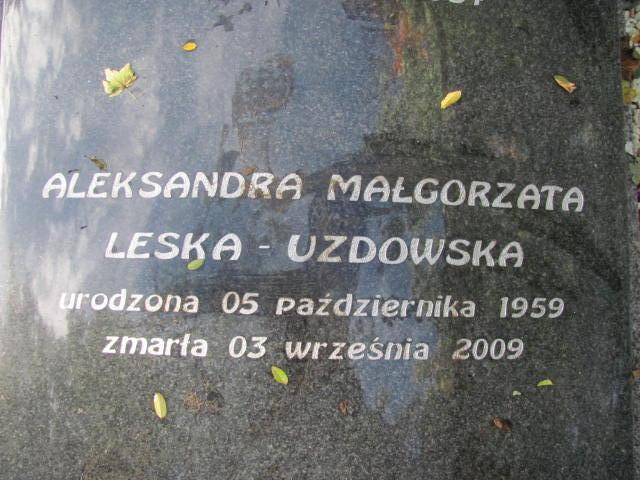 ALEKSANDRA MAŁGORZATA
LESKA - UZDOWSKA
urodzona 05 października 1959
zmarła 03 września 2009